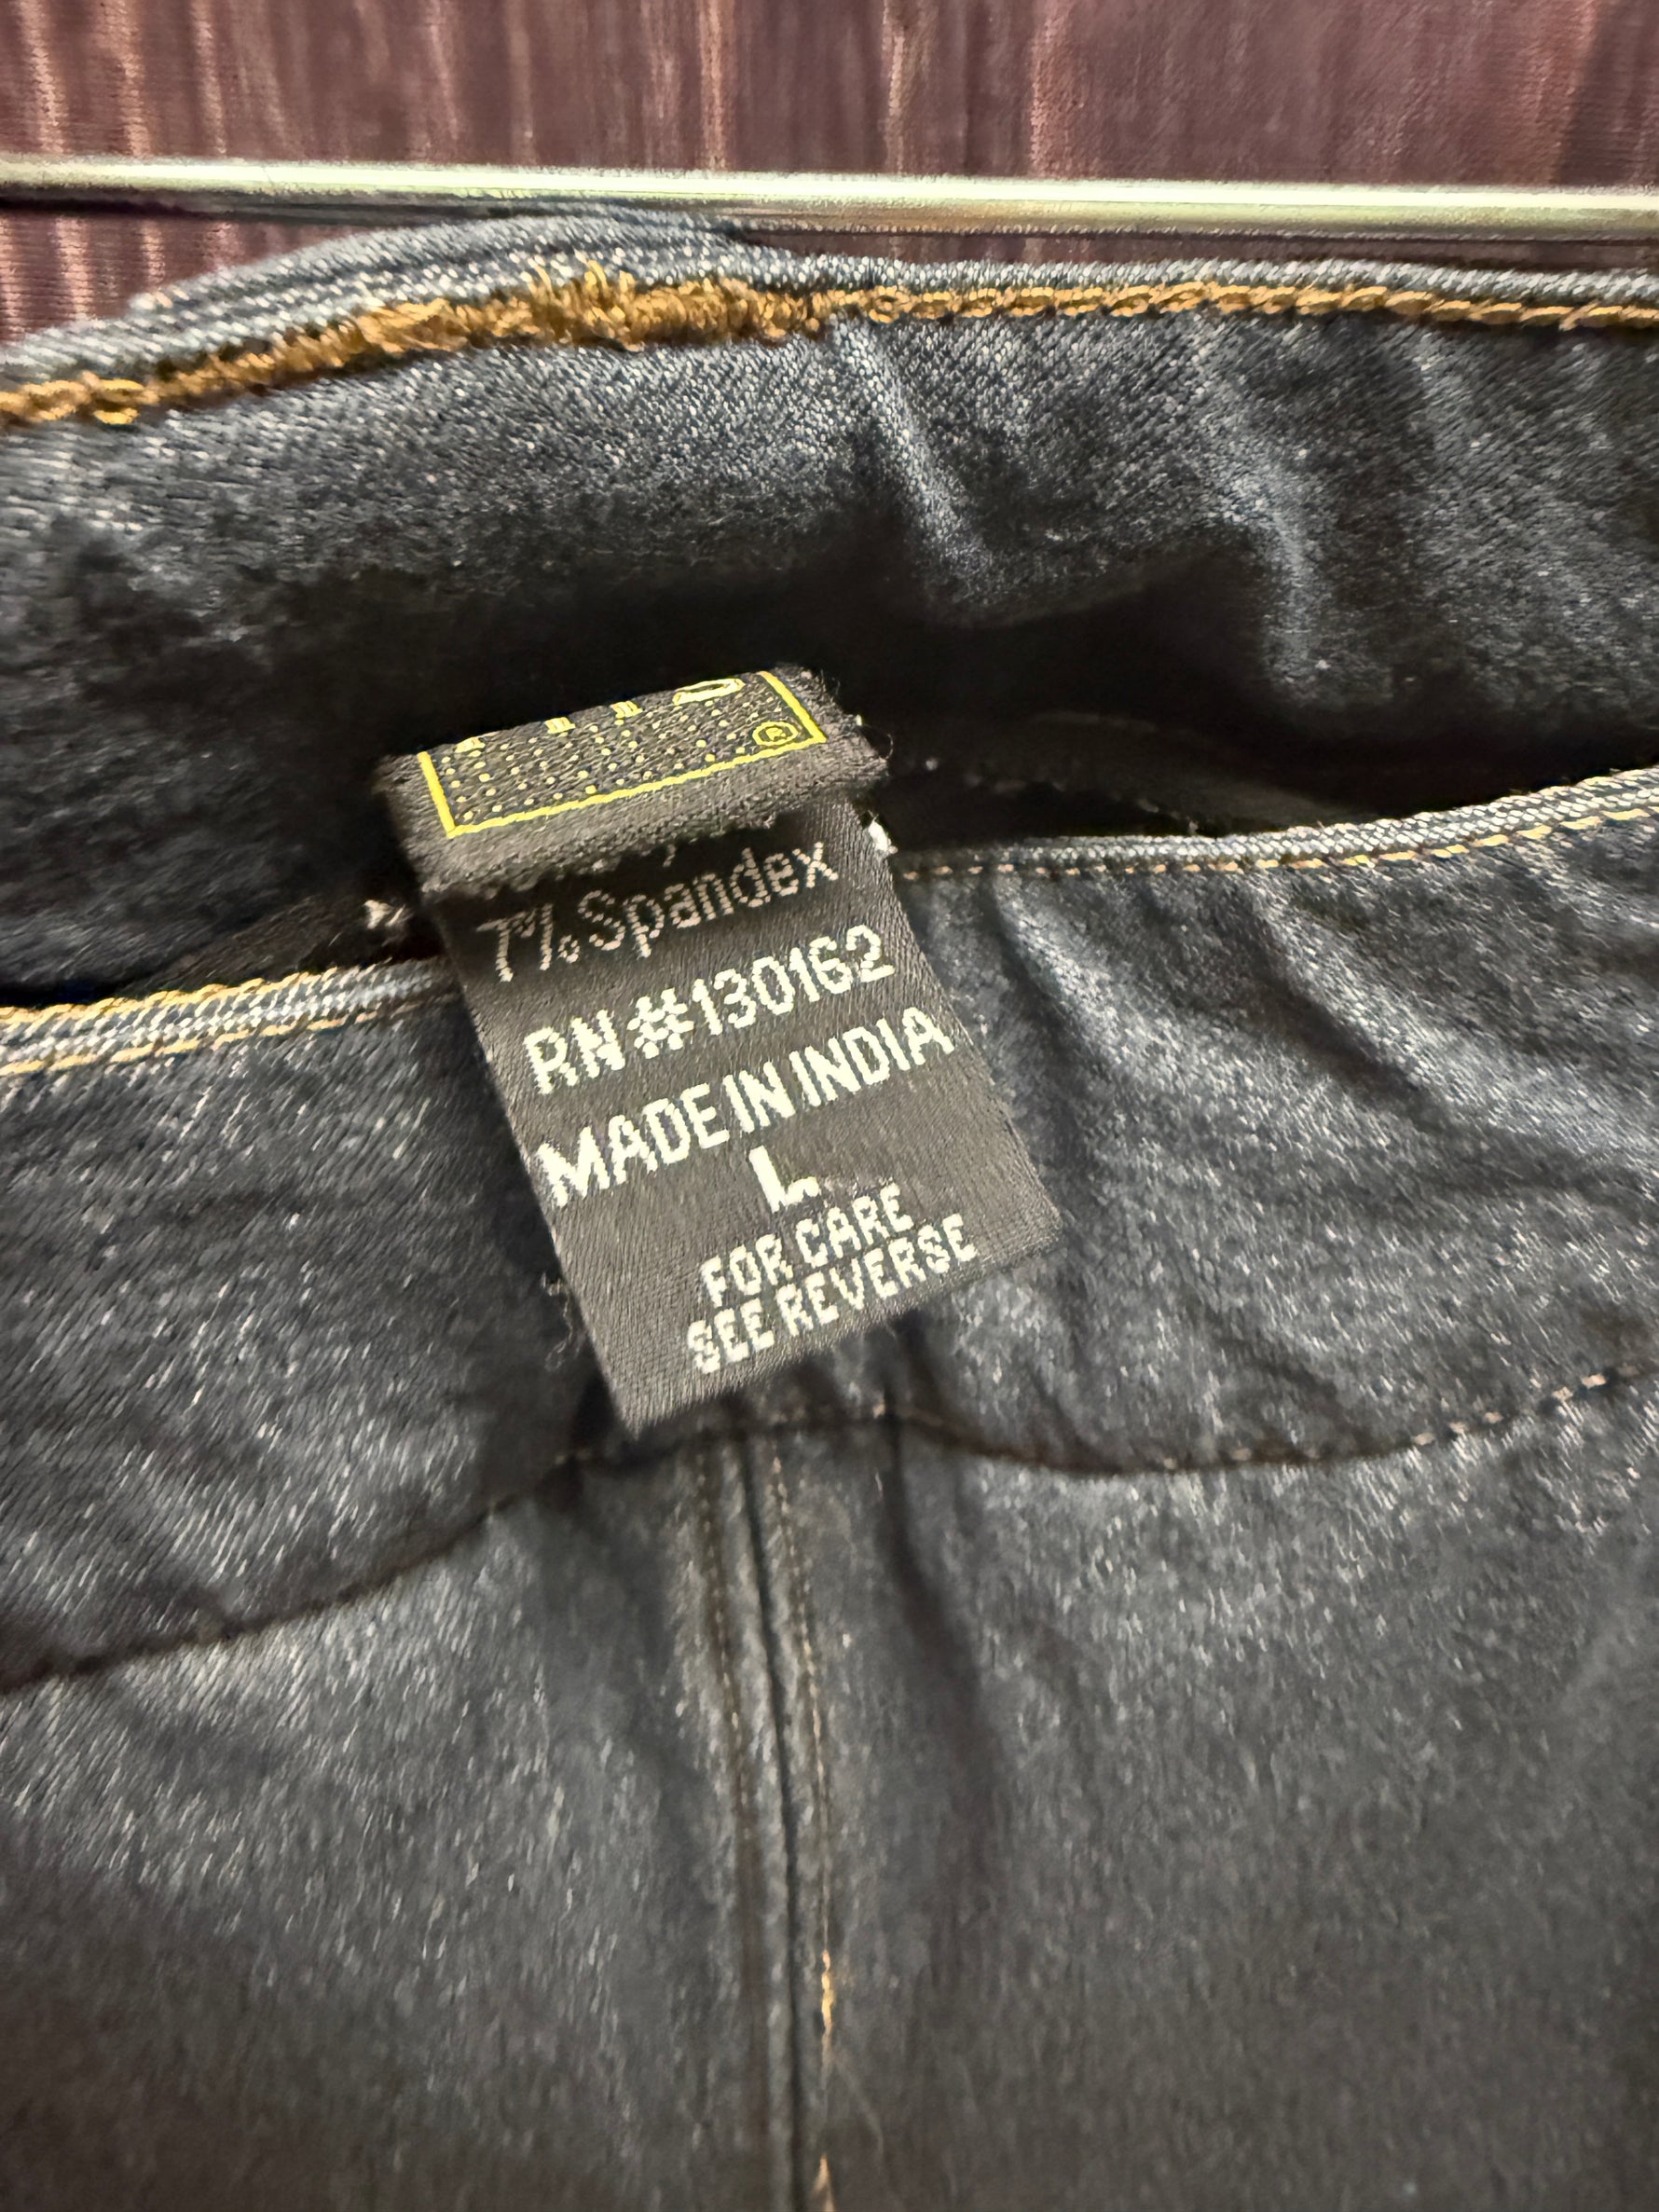 ®
7% Spandex
RN#130162
MADE IN INDIA
L
FOR CARE
SEE REVERSE